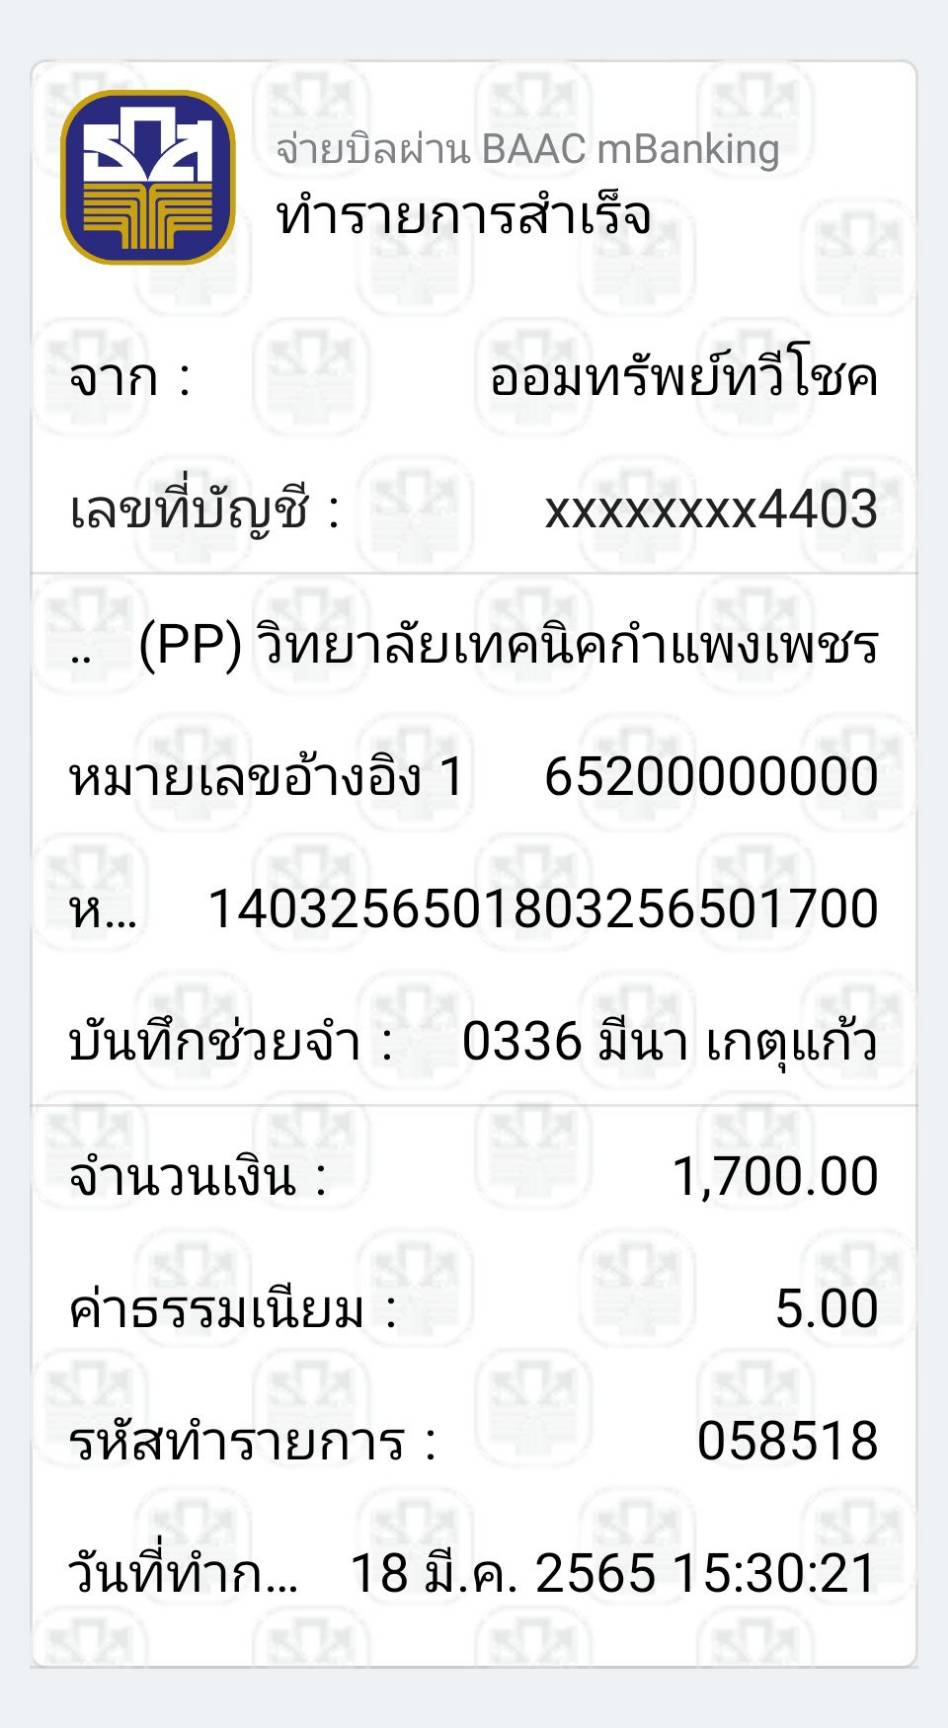 ธกส
จ่ายบิลผ่าน BAAC mBanking
ทำรายการสำเร็จ
จาก : ออมทรัพย์ทวีโชค
เลขที่บัญชี : xxxxxxxx4403
.. (PP) วิทยาลัยเทคนิคกำแพงเพชร
หมายเลขอ้างอิง 1 65200000000
ห... 1403256501803256501700
บันทึกช่วยจำ : 0336 มีนา เกตุแก้ว
จำนวนเงิน : 1,700.00
ค่าธรรมเนียม : 5.00
รหัสทำรายการ : 058518
วันที่ทำก... 18 มี.ค. 2565 15:30:21